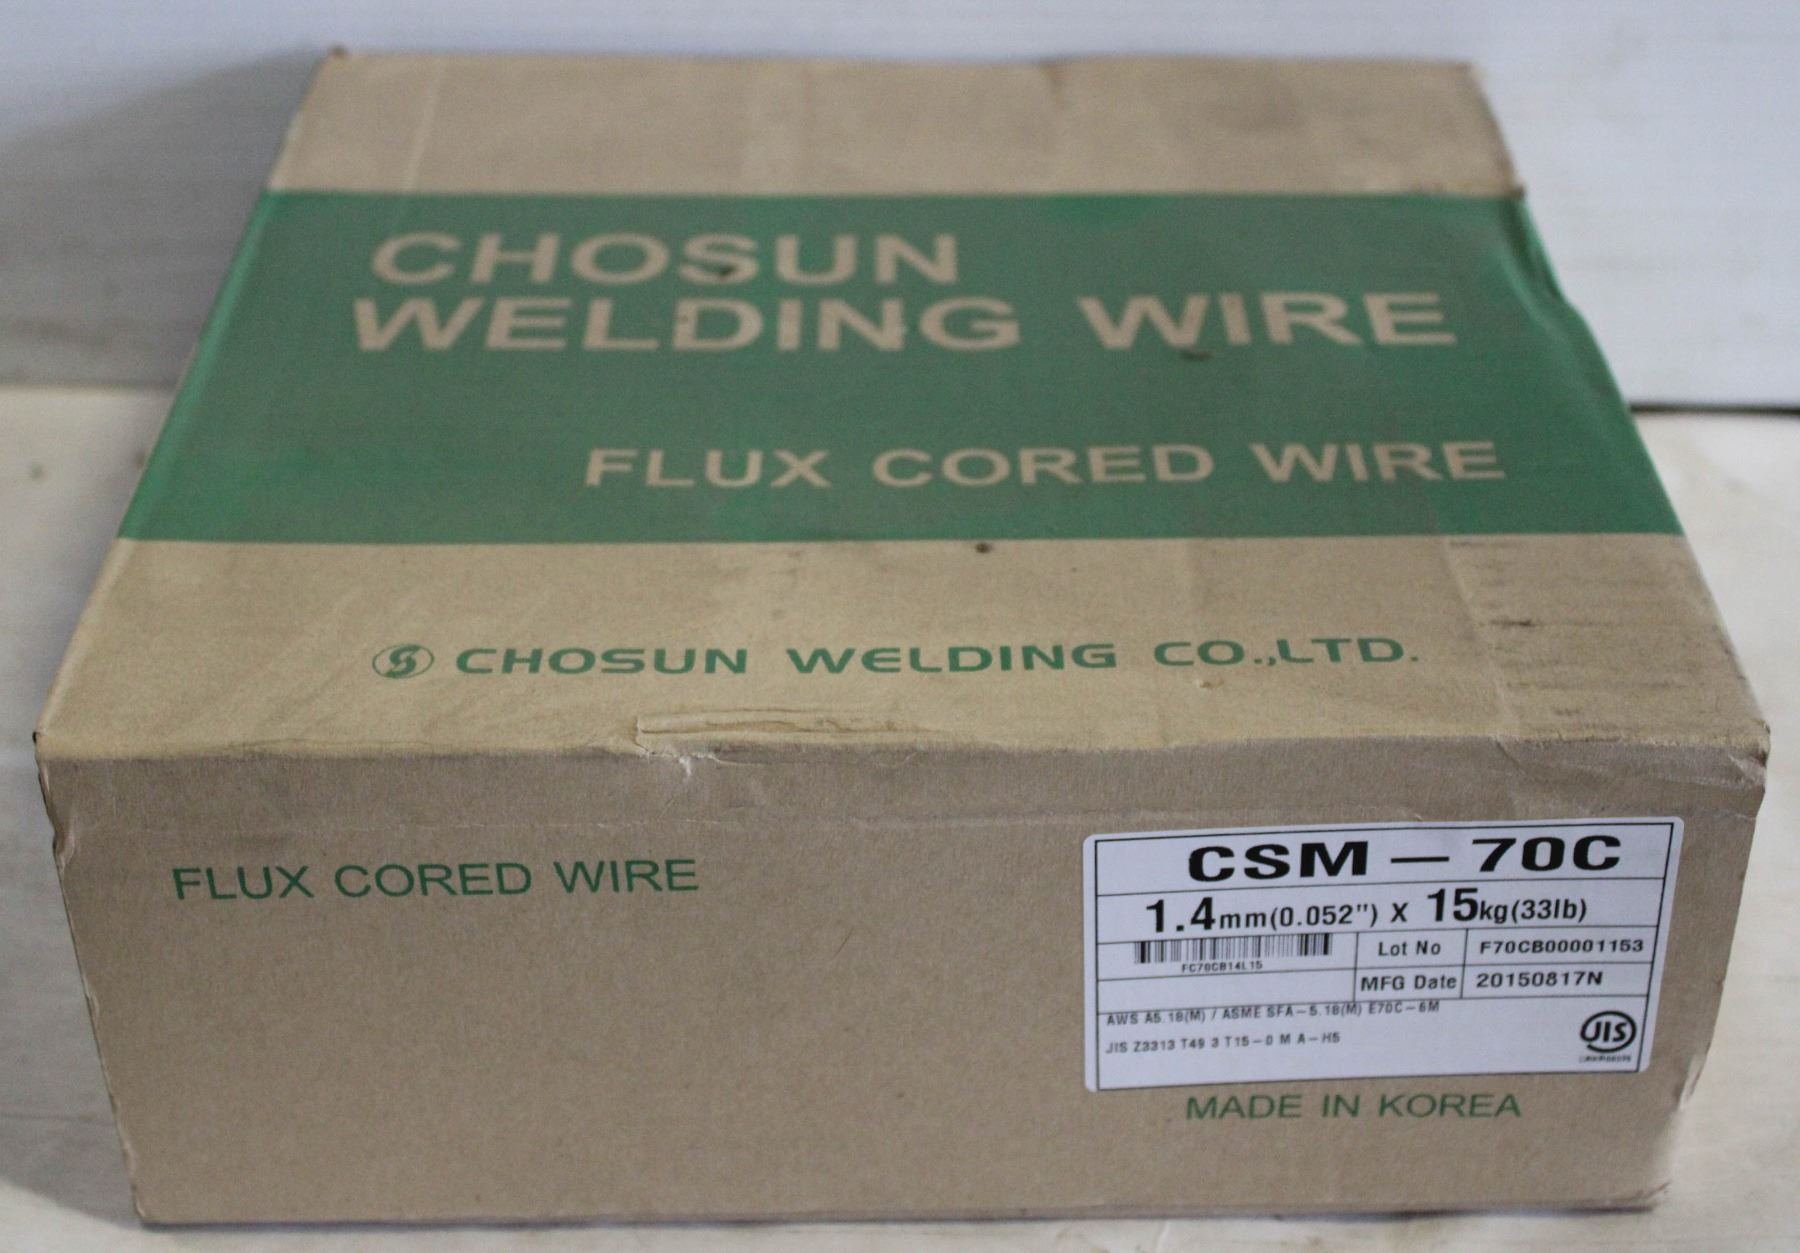 CHOSUN
WELDING WIRE
FLUX CORED WIRE
CHOSUN WELDING CO.,LTD.
FLUX CORED WIRE
CSM - 70C
1.4mm(0.052") X 15kg(33lb)
FC70CB14L15
Lot No F70CB00001153
MFG Date 20150817N
AWS A5.18(M) / ASME SFA-5.18(M) E70C-6M
JIS Z3313 T49 3 T15-0 M A-H5
JIS
MADE IN KOREA